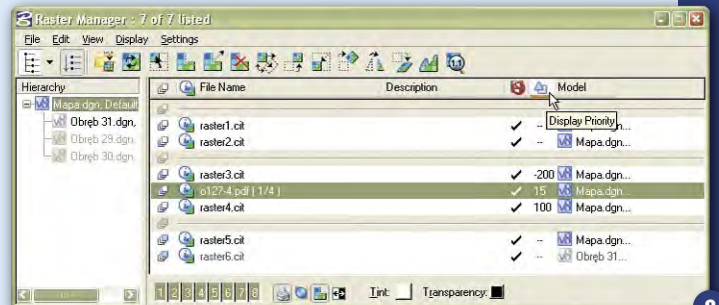 Raster Manager : 7 of 7 listed
File Edit View Display Settings
Hierarchy
File Name Description Model
Mapa.dgn, Default
Obręb 31.dgn,
Obręb 29.dgn
Obręb 30.dgn
Display Priority
raster1.cit -- Mapa.dgn...
raster2.cit -- Mapa.dgn...
raster3.cit -200 Mapa.dgn...
o127-4.pdf ( 1/4 ) 15 Mapa.dgn...
raster4.cit 100 Mapa.dgn...
raster5.cit -- Mapa.dgn...
raster6.cit -- Obręb 31...
1 2 3 4 5 6 7 8 Tint: Transparency: